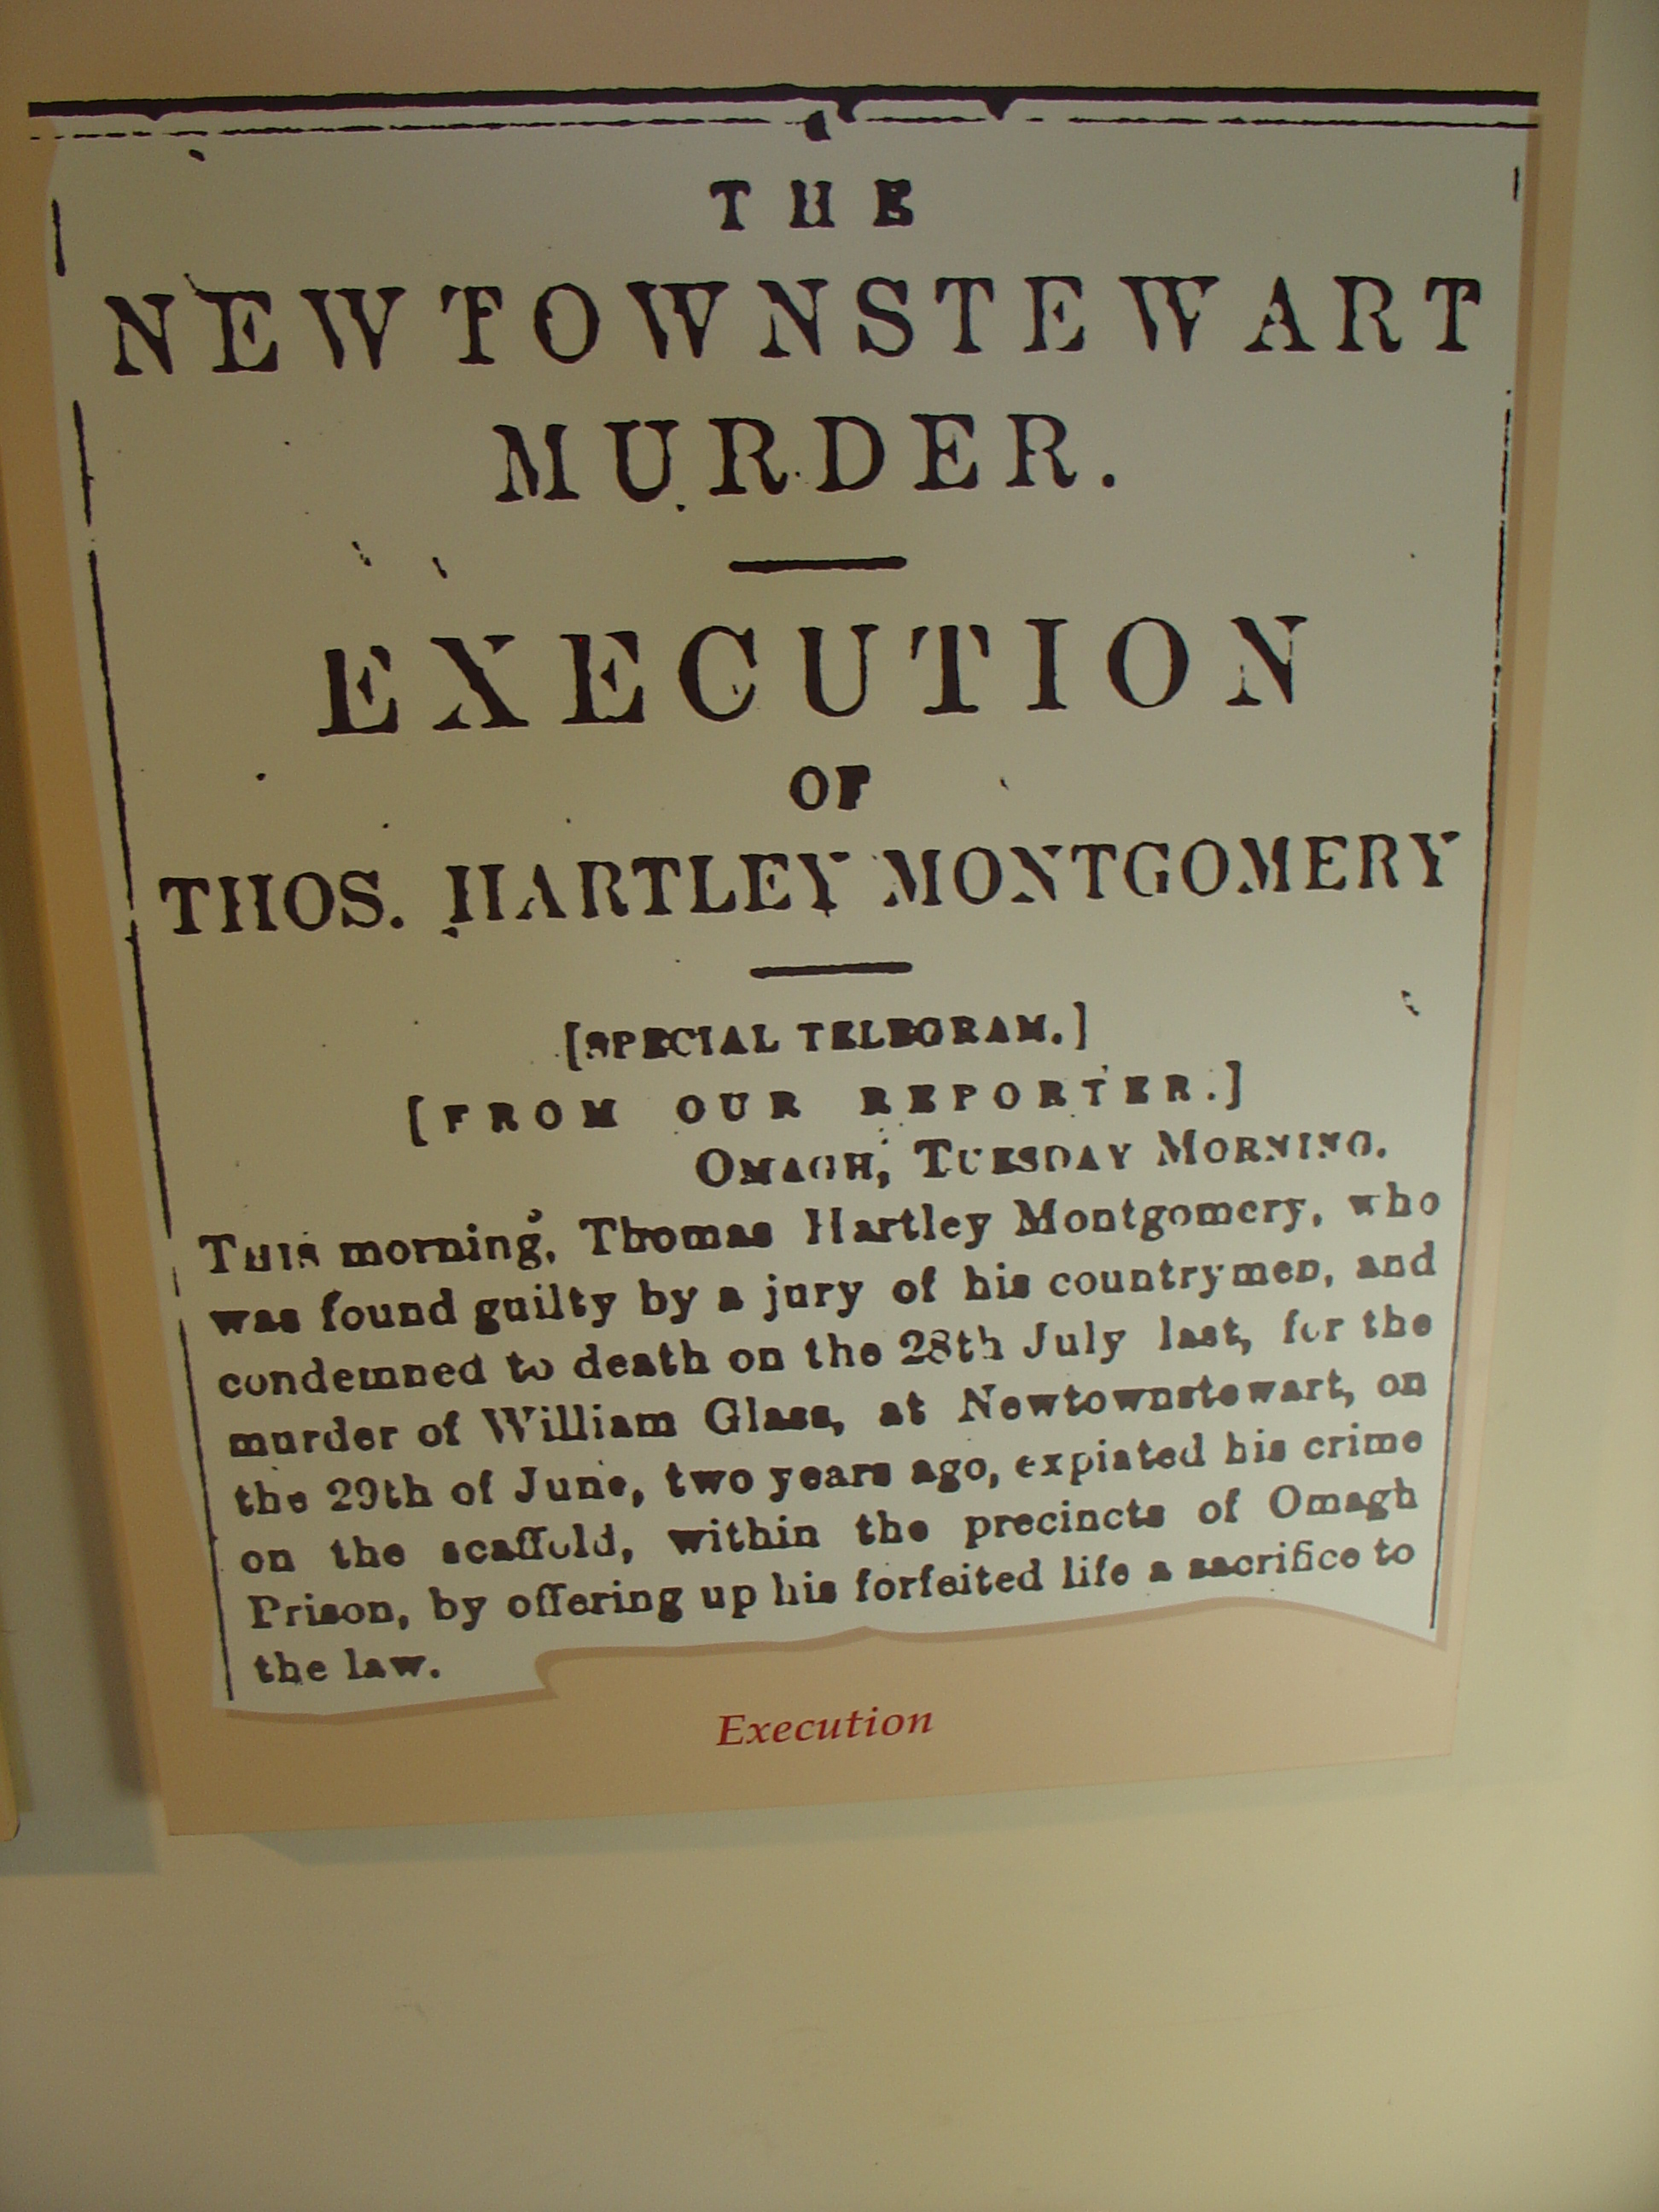 THE
NEWTOWNSTEWART
MURDER.
EXECUTION
OF
THOS. HARTLEY MONTGOMERY
[SPECIAL TELEGRAM.]
[FROM OUR REPORTER.]
OMAGH, TUESDAY MORNING.
THIS morning, Thomas Hartley Montgomery, who
was found guilty by a jury of his countrymen, and
condemned to death on the 28th July last, for the
murder of William Glass, at Newtownstewart, on
the 29th of June, two years ago, expiated his crime
on the scaffold, within the precincts of Omagh
Prison, by offering up his forfeited life a sacrifice to
the law.
Execution